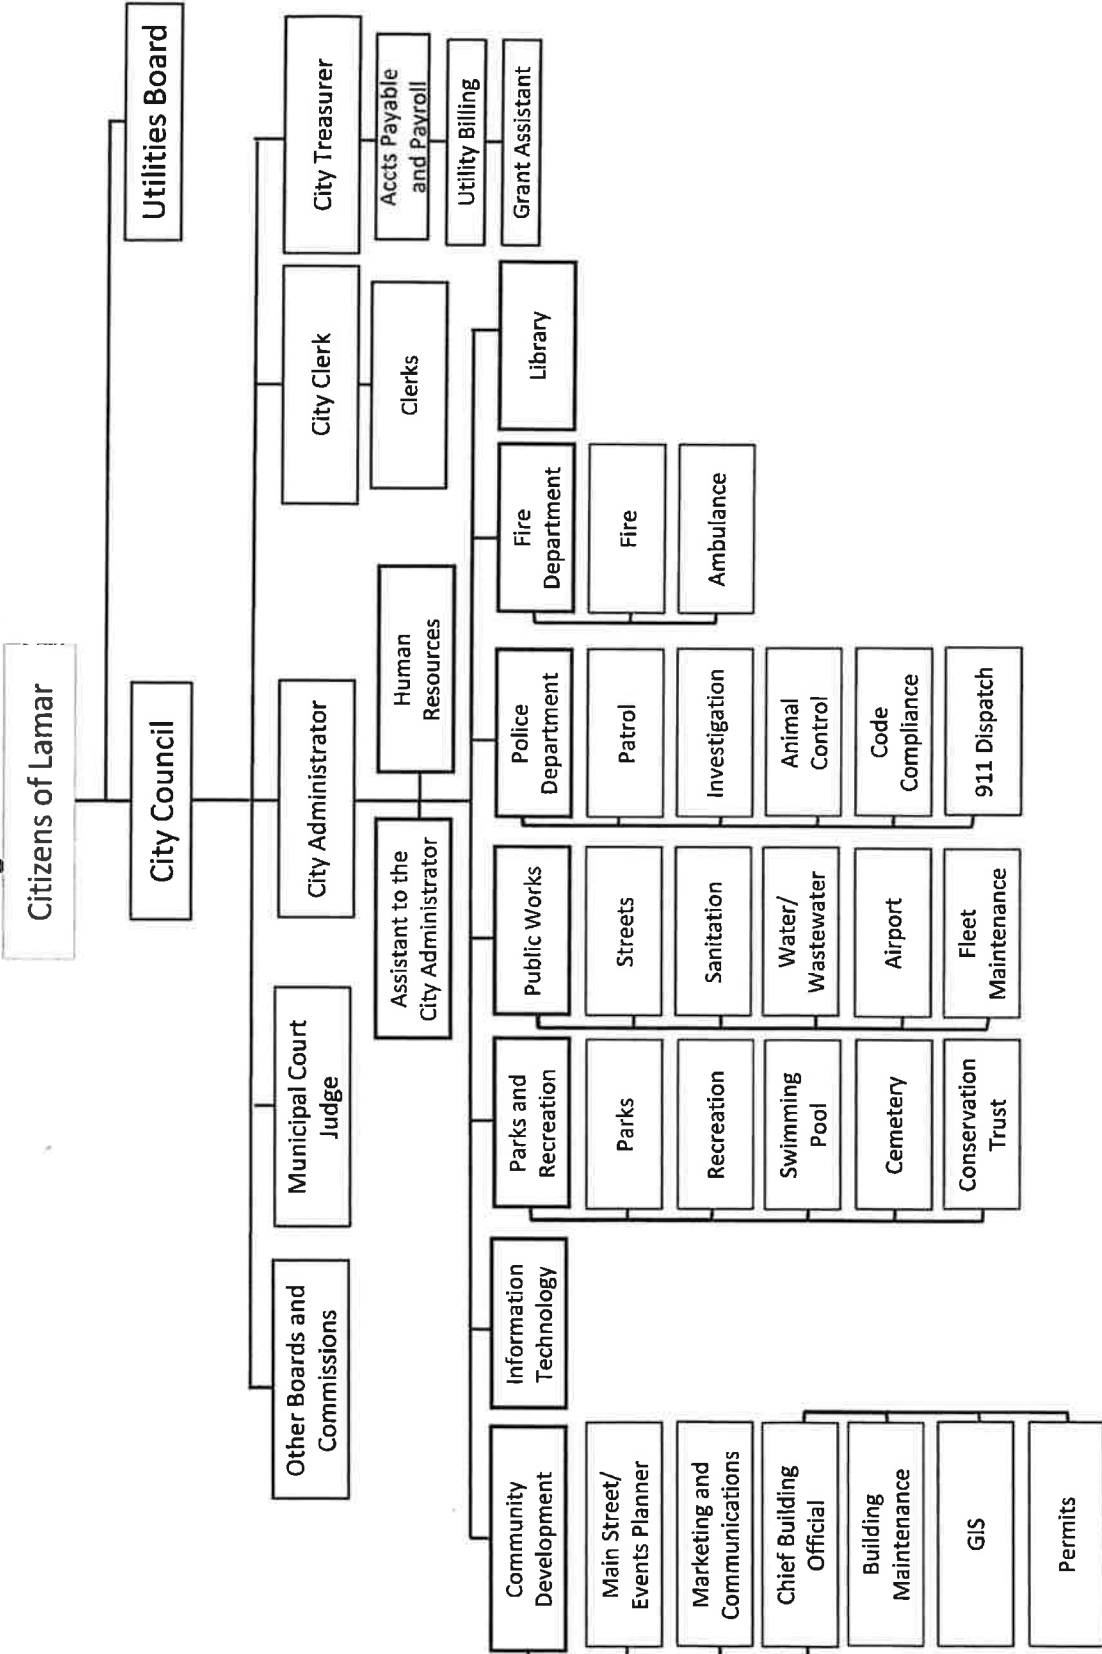 Citizens of Lamar
City Council
Utilities Board
Other Boards and
Commissions
Municipal Court
Judge
City Administrator
City Clerk
City Treasurer
Assistant to the
City Administrator
Human
Resources
Clerks
Accts Payable
and Payroll
Utility Billing
Grant Assistant
Community
Development
Main Street/
Events Planner
Marketing and
Communications
Chief Building
Official
Building
Maintenance
GIS
Permits
Information
Technology
Parks and
Recreation
Parks
Recreation
Swimming
Pool
Cemetery
Conservation
Trust
Public Works
Streets
Sanitation
Water/
Wastewater
Airport
Fleet
Maintenance
Police
Department
Patrol
Investigation
Animal
Control
Code
Compliance
911 Dispatch
Fire
Department
Fire
Ambulance
Library